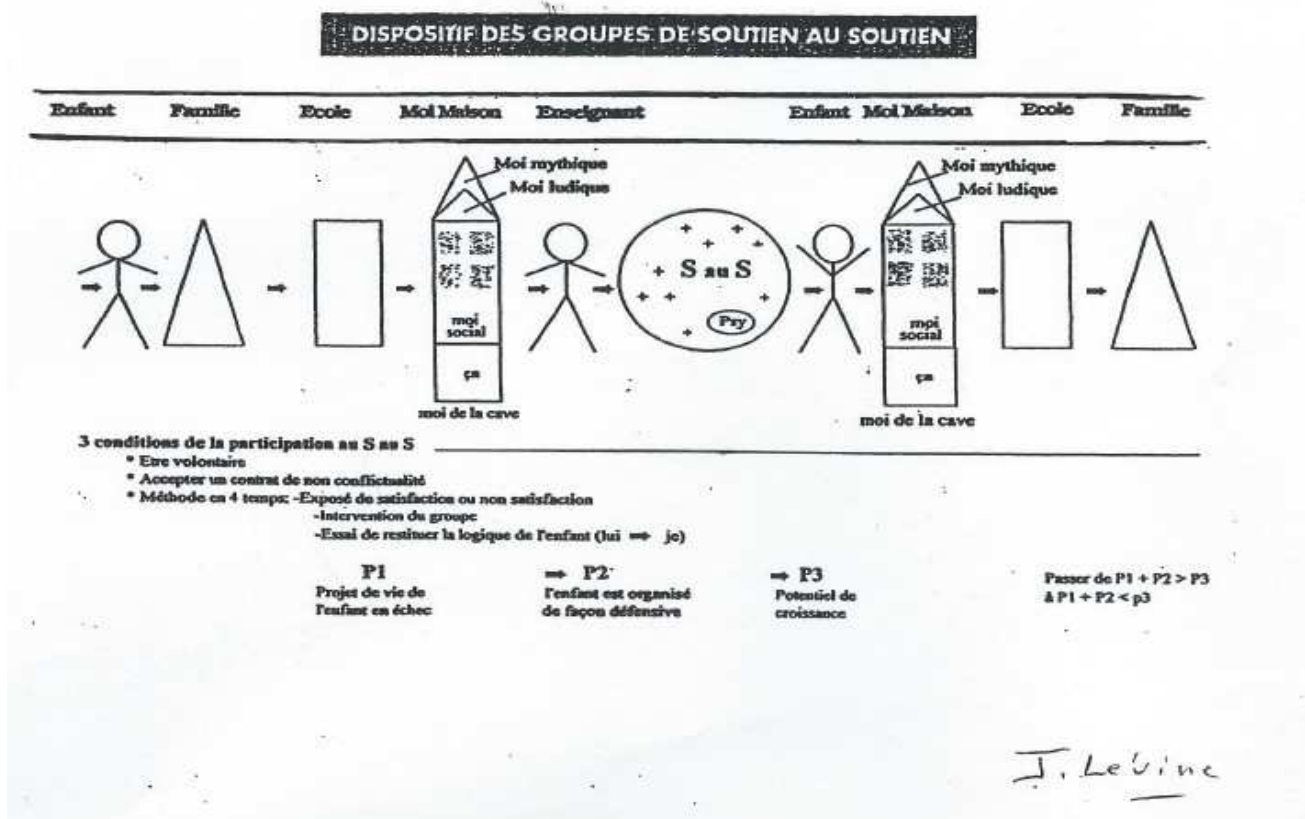 DISPOSITIF DES GROUPES DE SOUTIEN AU SOUTIEN
Enfant Famille Ecole Moi Maison Enseignant Enfant Moi Maison Ecole Famille
Moi mythique
Moi ludique
moi social
ça
moi de la cave
S au S
Psy
Moi mythique
Moi ludique
moi social
ça
moi de la cave
3 conditions de la participation au S au S
* Etre volontaire
* Accepter un contrat de non conflictualité
* Méthode en 4 temps; -Exposé de satisfaction ou non satisfaction
-Intervention du groupe
-Essai de restituer la logique de l'enfant (lui ➡ je)
P1
Projet de vie de
l'enfant en échec
➡ P2
l'enfant est organisé
de façon défensive
➡ P3
Potentiel de
croissance
Passer de P1 + P2 > P3
à P1 + P2 < p3
J. Lévine